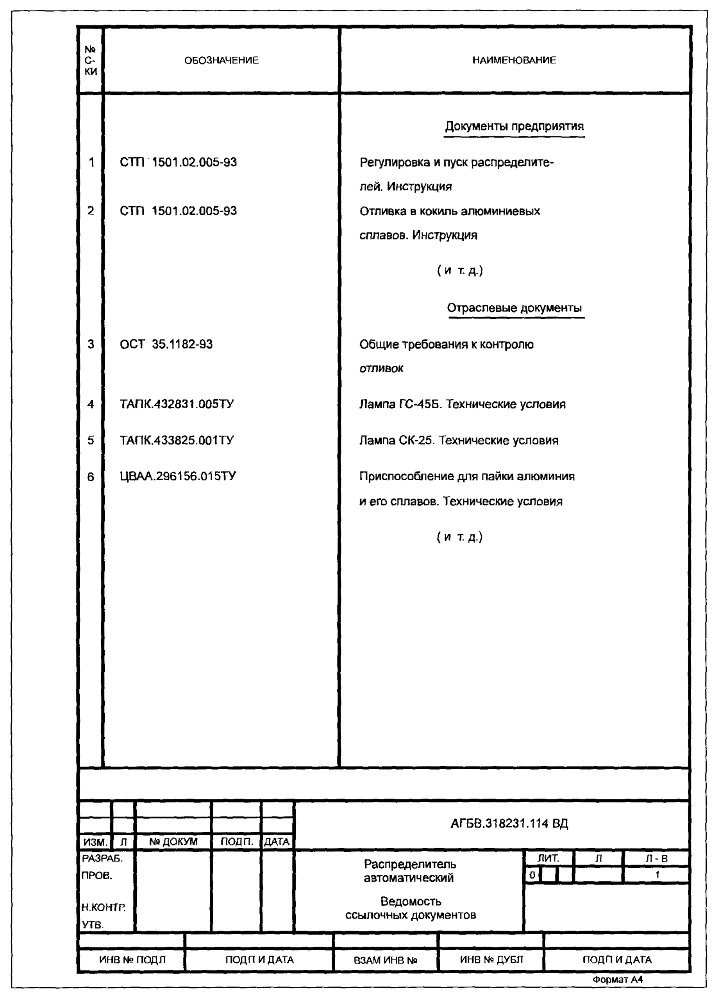 №
С-
КИ
ОБОЗНАЧЕНИЕ
НАИМЕНОВАНИЕ
Документы предприятия
1 СТП 1501.02.005-93 Регулировка и пуск распределите-
лей. Инструкция
2 СТП 1501.02.005-93 Отливка в кокиль алюминиевых
сплавов. Инструкция
( и т. д.)
Отраслевые документы
3 ОСТ 35.1182-93 Общие требования к контролю
отливок
4 ТАПК.432831.005ТУ Лампа ГС-45Б. Технические условия
5 ТАПК.433825.001ТУ Лампа СК-25. Технические условия
6 ЦВАА.296156.015ТУ Приспособление для пайки алюминия
и его сплавов. Технические условия
( и т. д.)
АГБВ.318231.114 ВД
ИЗМ. Л № ДОКУМ ПОДП. ДАТА
РАЗРАБ.
ПРОВ.
Н.КОНТР.
УТВ.
Распределитель
автоматический
Ведомость
ссылочных документов
ЛИТ. Л Л - В
0 1
ИНВ № ПОДЛ ПОДП И ДАТА ВЗАМ ИНВ № ИНВ № ДУБЛ ПОДП И ДАТА
Формат А4